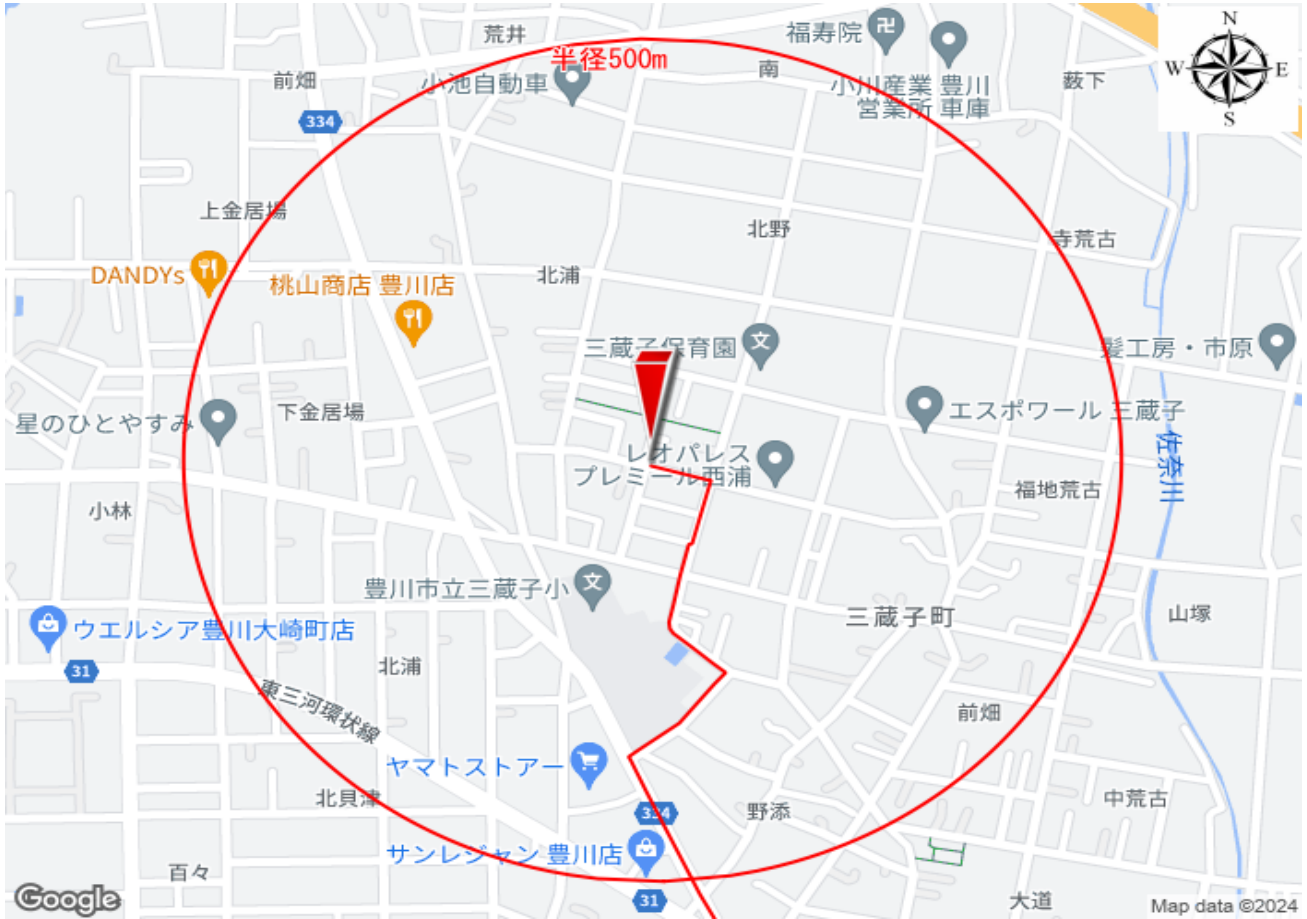 荒井
福寿院
N
半径500m
前畑
小池自動車
南
小川産業 豊川
営業所 車庫
藪下
W
E
S
334
上金居場
北野
寺荒古
DANDYs
桃山商店 豊川店
北浦
三蔵子保育園
髪工房・市原
星のひとやすみ
下金居場
エスポワール 三蔵子
レオパレス
プレミール西浦
佐奈川
福地荒古
小林
豊川市立三蔵子小
三蔵子町
山塚
ウエルシア豊川大崎町店
31
北浦
東三河環状線
前畑
ヤマトストアー
北貝津
334
野添
中荒古
サンレジャン 豊川店
百々
31
大道
Google
Map data ©2024